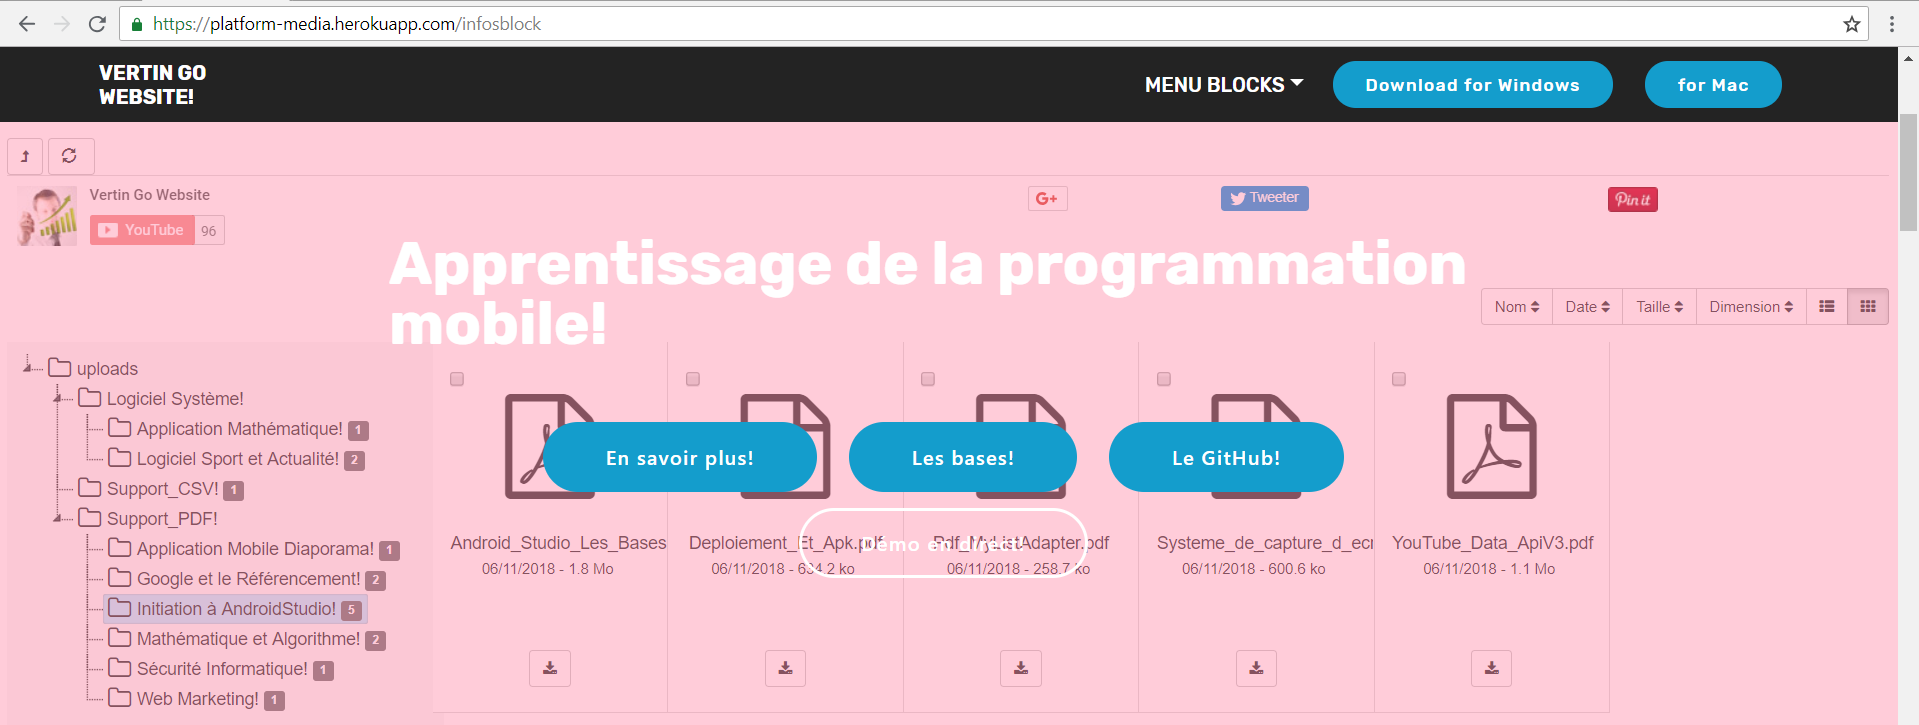 https://platform-media.herokuapp.com/infosblock
VERTIN GO
WEBSITE!
MENU BLOCKS
Download for Windows
for Mac
Vertin Go Website
YouTube 96
G+
Tweeter
Pin it
Apprentissage de la programmation
mobile!
Nom Date Taille Dimension
uploads
Logiciel Système!
Application Mathématique! 1
Logiciel Sport et Actualité! 2
Support_CSV! 1
Support_PDF!
Application Mobile Diaporama! 1
Google et le Référencement! 2
Initiation à AndroidStudio! 5
Mathématique et Algorithme! 2
Sécurité Informatique! 1
Web Marketing! 1
En savoir plus!
Les bases!
Le GitHub!
Démo en direct!
Android_Studio_Les_Bases
06/11/2018 - 1.8 Mo
Deploiement_Et_Apk.pdf
06/11/2018 - 634.2 ko
Pdf_MyListAdapter.pdf
06/11/2018 - 258.7 ko
Systeme_de_capture_d_ecr
06/11/2018 - 600.6 ko
YouTube_Data_ApiV3.pdf
06/11/2018 - 1.1 Mo